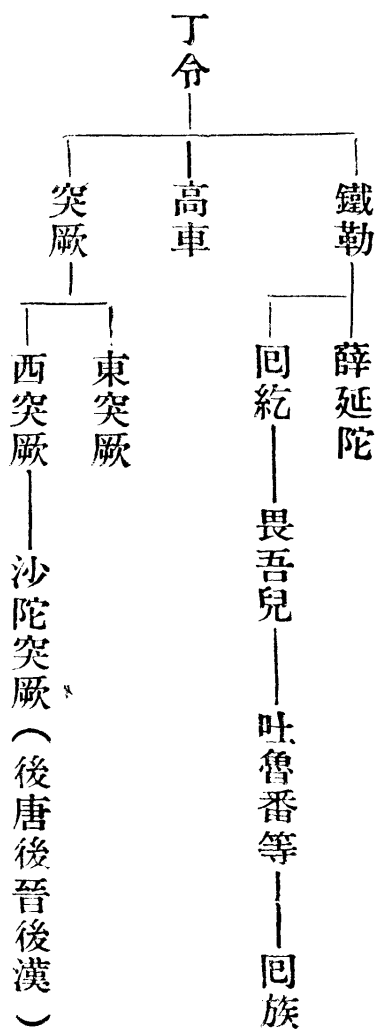 丁令
鐵勒
高車
突厥
薛延陀
回紇
畏吾兒
吐魯番等
回族
東突厥
西突厥
沙陀突厥(後唐後晉後漢)